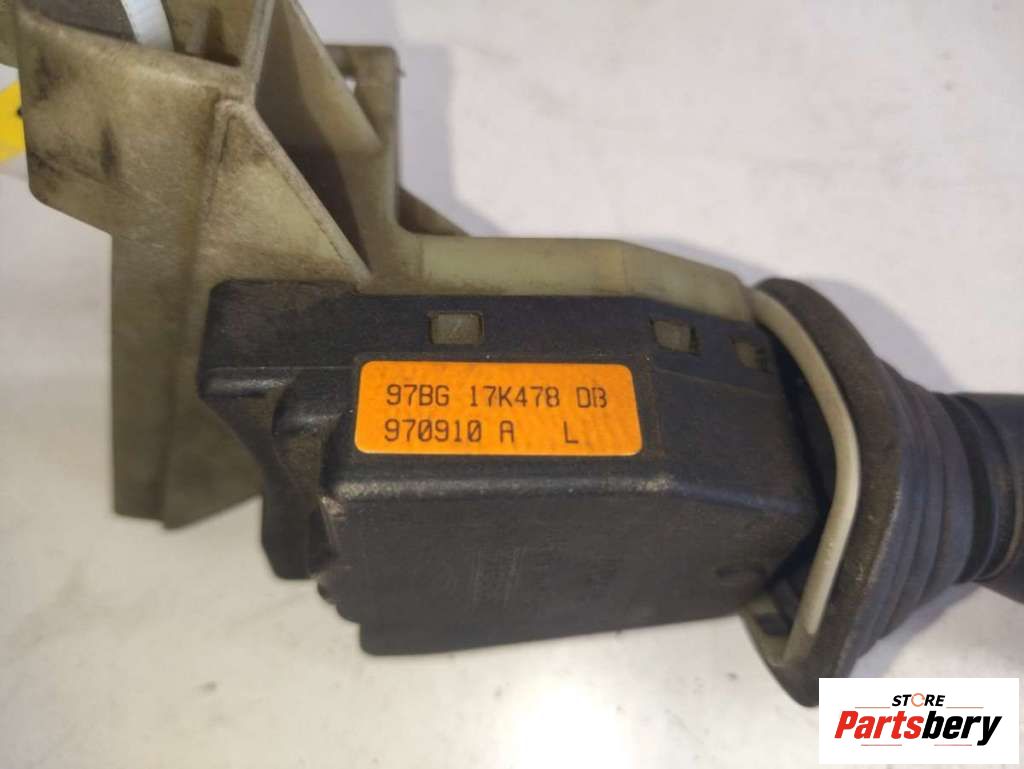 97BG 17K478 DB
970910 A L
STORE
Partsbery